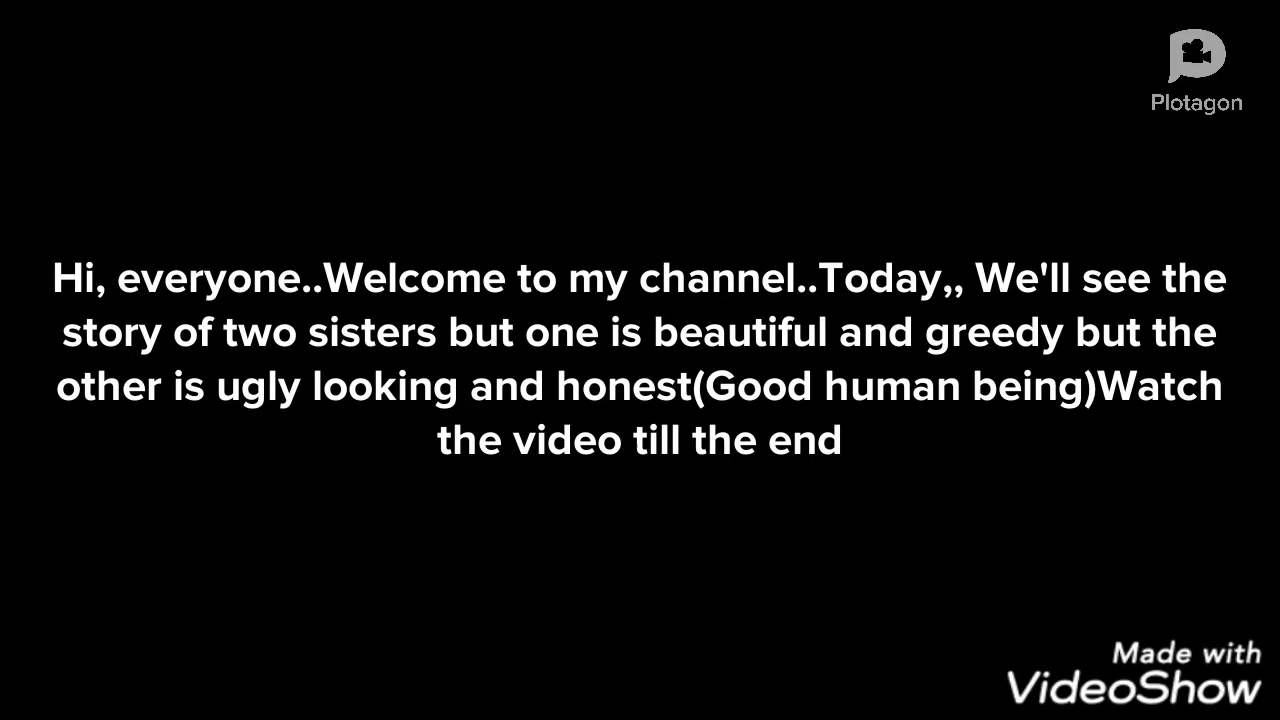 Plotagon
Hi, everyone..Welcome to my channel..Today,, We'll see the
story of two sisters but one is beautiful and greedy but the
other is ugly looking and honest(Good human being)Watch
the video till the end
Made with
VideoShow